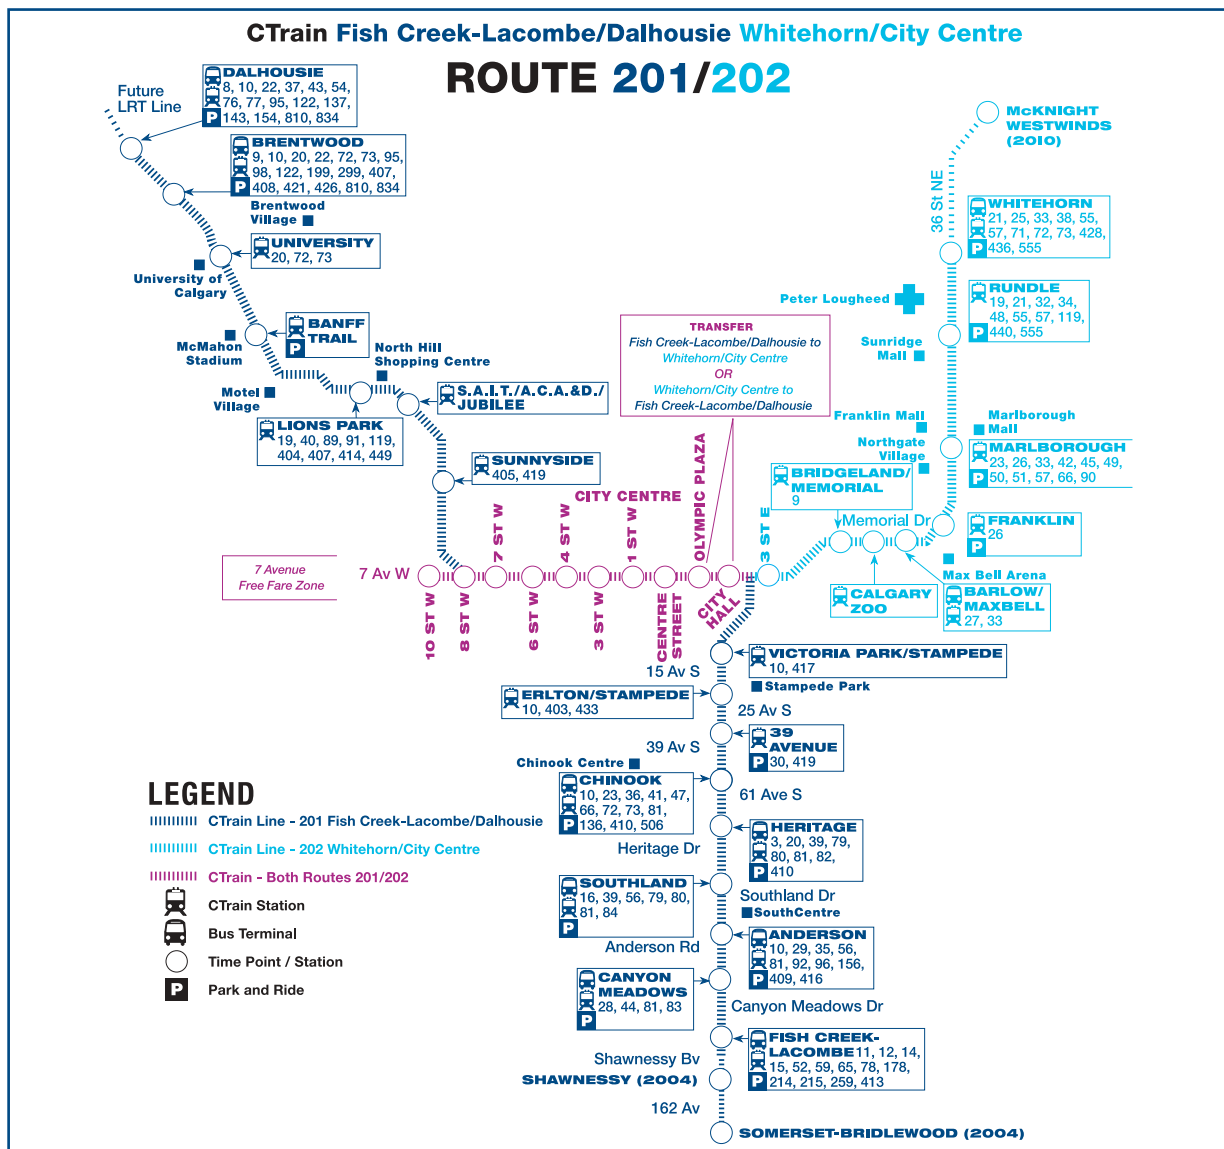 CTrain Fish Creek-Lacombe/Dalhousie Whitehorn/City Centre
ROUTE 201/202
Future
LRT Line
DALHOUSIE
8, 10, 22, 37, 43, 54,
76, 77, 95, 122, 137,
P 143, 154, 810, 834
BRENTWOOD
9, 10, 20, 22, 72, 73, 95,
98, 122, 199, 299, 407,
P 408, 421, 426, 810, 834
Brentwood
Village
UNIVERSITY
20, 72, 73
University of
Calgary
BANFF
TRAIL
P
McMahon
Stadium
North Hill
Shopping Centre
Motel
Village
S.A.I.T./A.C.A.&D./
JUBILEE
LIONS PARK
19, 40, 89, 91, 119,
404, 407, 414, 449
SUNNYSIDE
405, 419
McKNIGHT
WESTWINDS
(2010)
36 St NE
WHITEHORN
21, 25, 33, 38, 55,
57, 71, 72, 73, 428,
P 436, 555
Peter Lougheed
RUNDLE
19, 21, 32, 34,
48, 55, 57, 119,
P 440, 555
Sunridge
Mall
TRANSFER
Fish Creek-Lacombe/Dalhousie to
Whitehorn/City Centre
OR
Whitehorn/City Centre to
Fish Creek-Lacombe/Dalhousie
Franklin Mall
Marlborough
Mall
Northgate
Village
MARLBOROUGH
23, 26, 33, 42, 45, 49,
P 50, 51, 57, 66, 90
BRIDGELAND/
MEMORIAL
9
Memorial Dr
FRANKLIN
26
P
Max Bell Arena
CALGARY
ZOO
BARLOW/
MAXBELL
27, 33
CITY CENTRE
7 Avenue
Free Fare Zone
7 Av W
10 ST W
8 ST W
7 ST W
6 ST W
4 ST W
3 ST W
1 ST W
CENTRE
STREET
OLYMPIC PLAZA
CITY
HALL
3 ST E
VICTORIA PARK/STAMPEDE
10, 417
15 Av S
Stampede Park
ERLTON/STAMPEDE
10, 403, 433
25 Av S
39
AVENUE
P 30, 419
39 Av S
Chinook Centre
CHINOOK
10, 23, 36, 41, 47,
66, 72, 73, 81,
P 136, 410, 506
61 Ave S
HERITAGE
3, 20, 39, 79,
80, 81, 82,
P 410
Heritage Dr
SOUTHLAND
16, 39, 56, 79, 80,
81, 84
P
Southland Dr
SouthCentre
ANDERSON
10, 29, 35, 56,
81, 92, 96, 156,
P 409, 416
Anderson Rd
CANYON
MEADOWS
28, 44, 81, 83
P
Canyon Meadows Dr
FISH CREEK-
LACOMBE 11, 12, 14,
15, 52, 59, 65, 78, 178,
P 214, 215, 259, 413
Shawnessy Bv
SHAWNESSY (2004)
162 Av
SOMERSET-BRIDLEWOOD (2004)
LEGEND
CTrain Line - 201 Fish Creek-Lacombe/Dalhousie
CTrain Line - 202 Whitehorn/City Centre
CTrain - Both Routes 201/202
CTrain Station
Bus Terminal
Time Point / Station
P Park and Ride